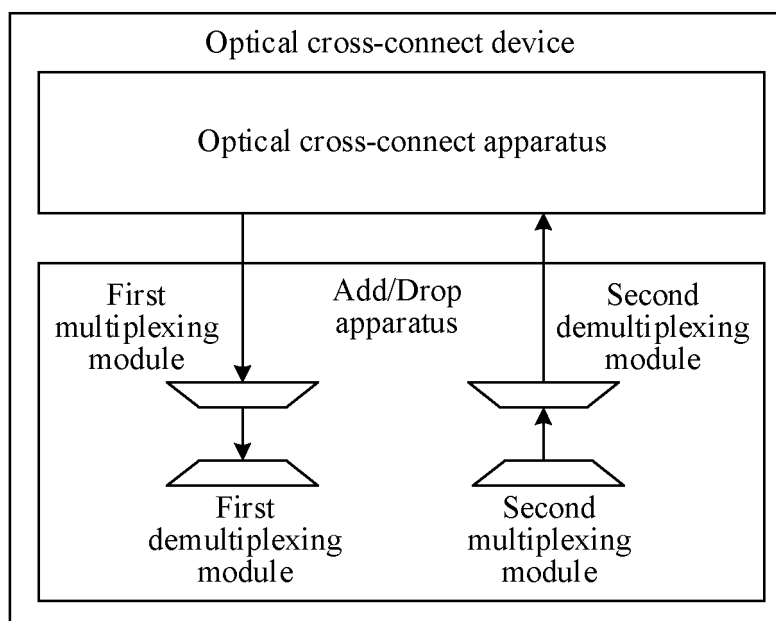 Optical cross-connect device
Optical cross-connect apparatus
First
multiplexing
module
Add/Drop
apparatus
Second
demultiplexing
module
First
demultiplexing
module
Second
multiplexing
module